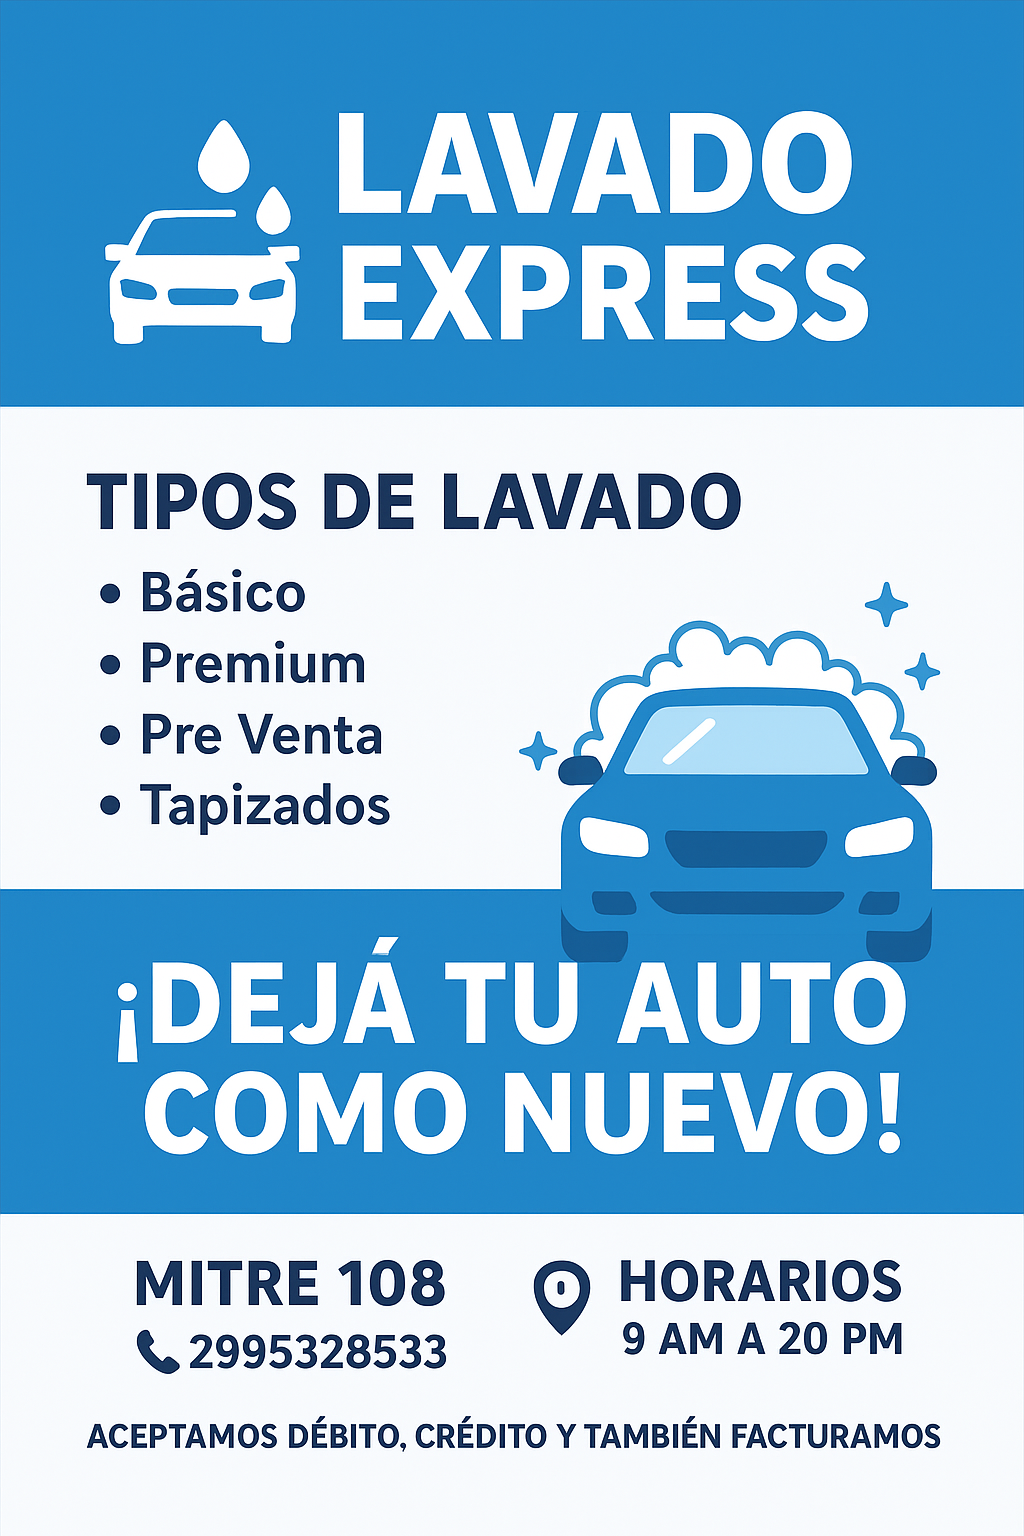 LAVADO
EXPRESS
TIPOS DE LAVADO
• Básico
• Premium
• Pre Venta
• Tapizados
¡DEJÁ TU AUTO
COMO NUEVO!
MITRE 108
2995328533
HORARIOS
9 AM A 20 PM
ACEPTAMOS DÉBITO, CRÉDITO Y TAMBIÉN FACTURAMOS